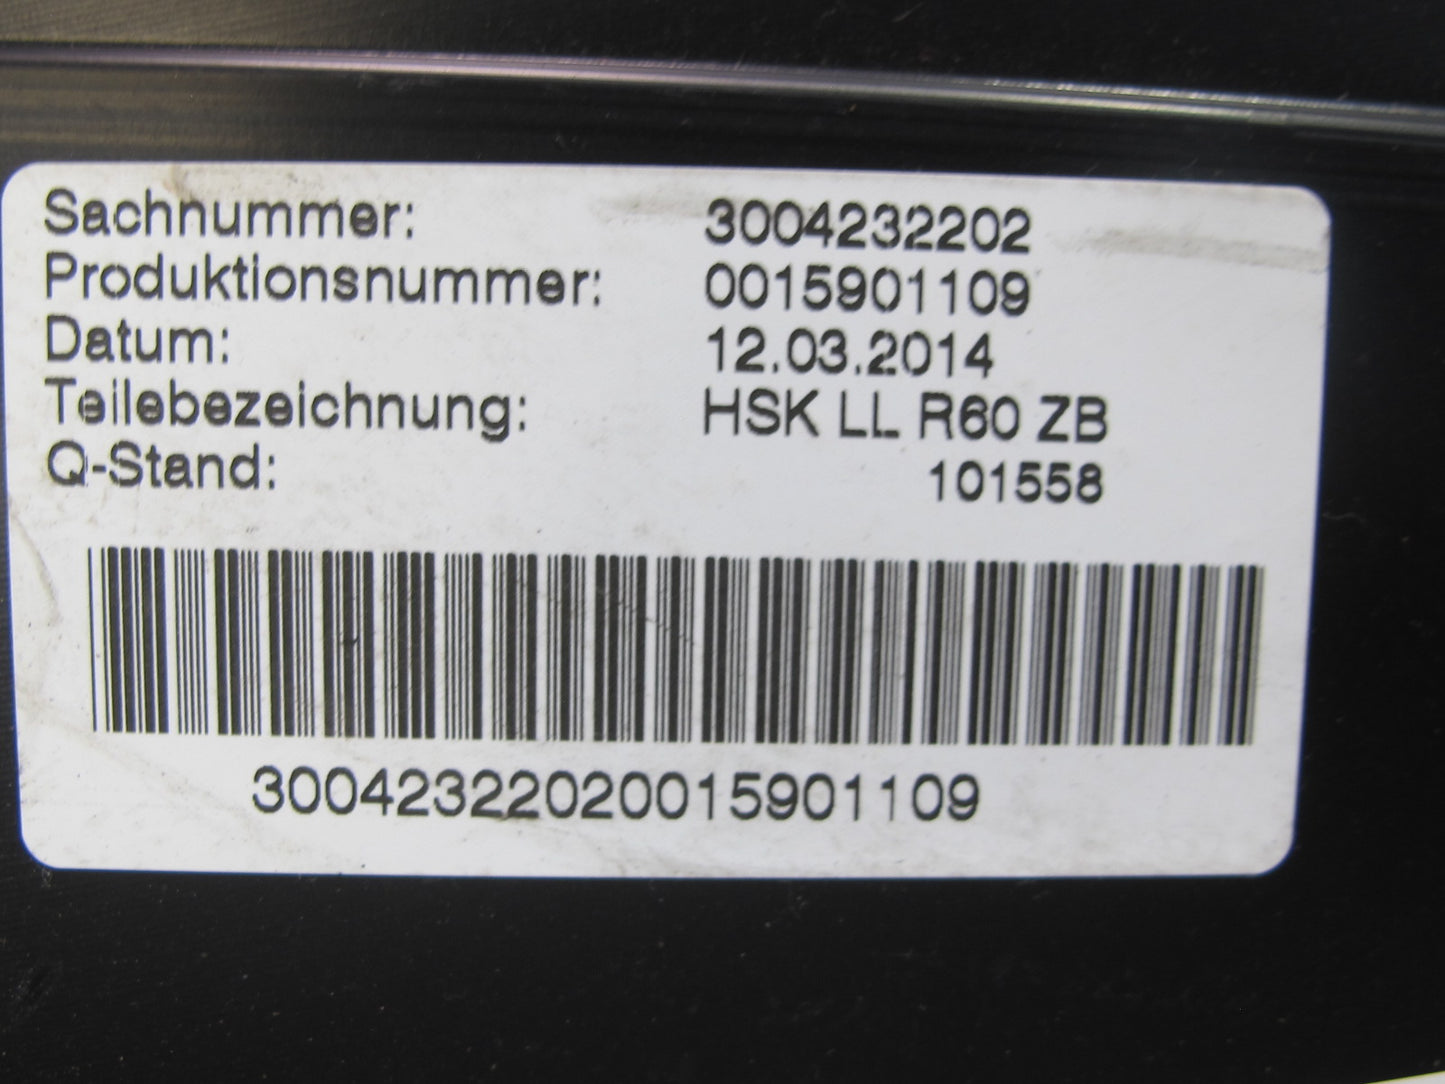 Sachnummer: 3004232202
Produktionsnummer: 0015901109
Datum: 12.03.2014
Teilebezeichnung: HSK LL R60 ZB
Q-Stand: 101558
30042322020015901109